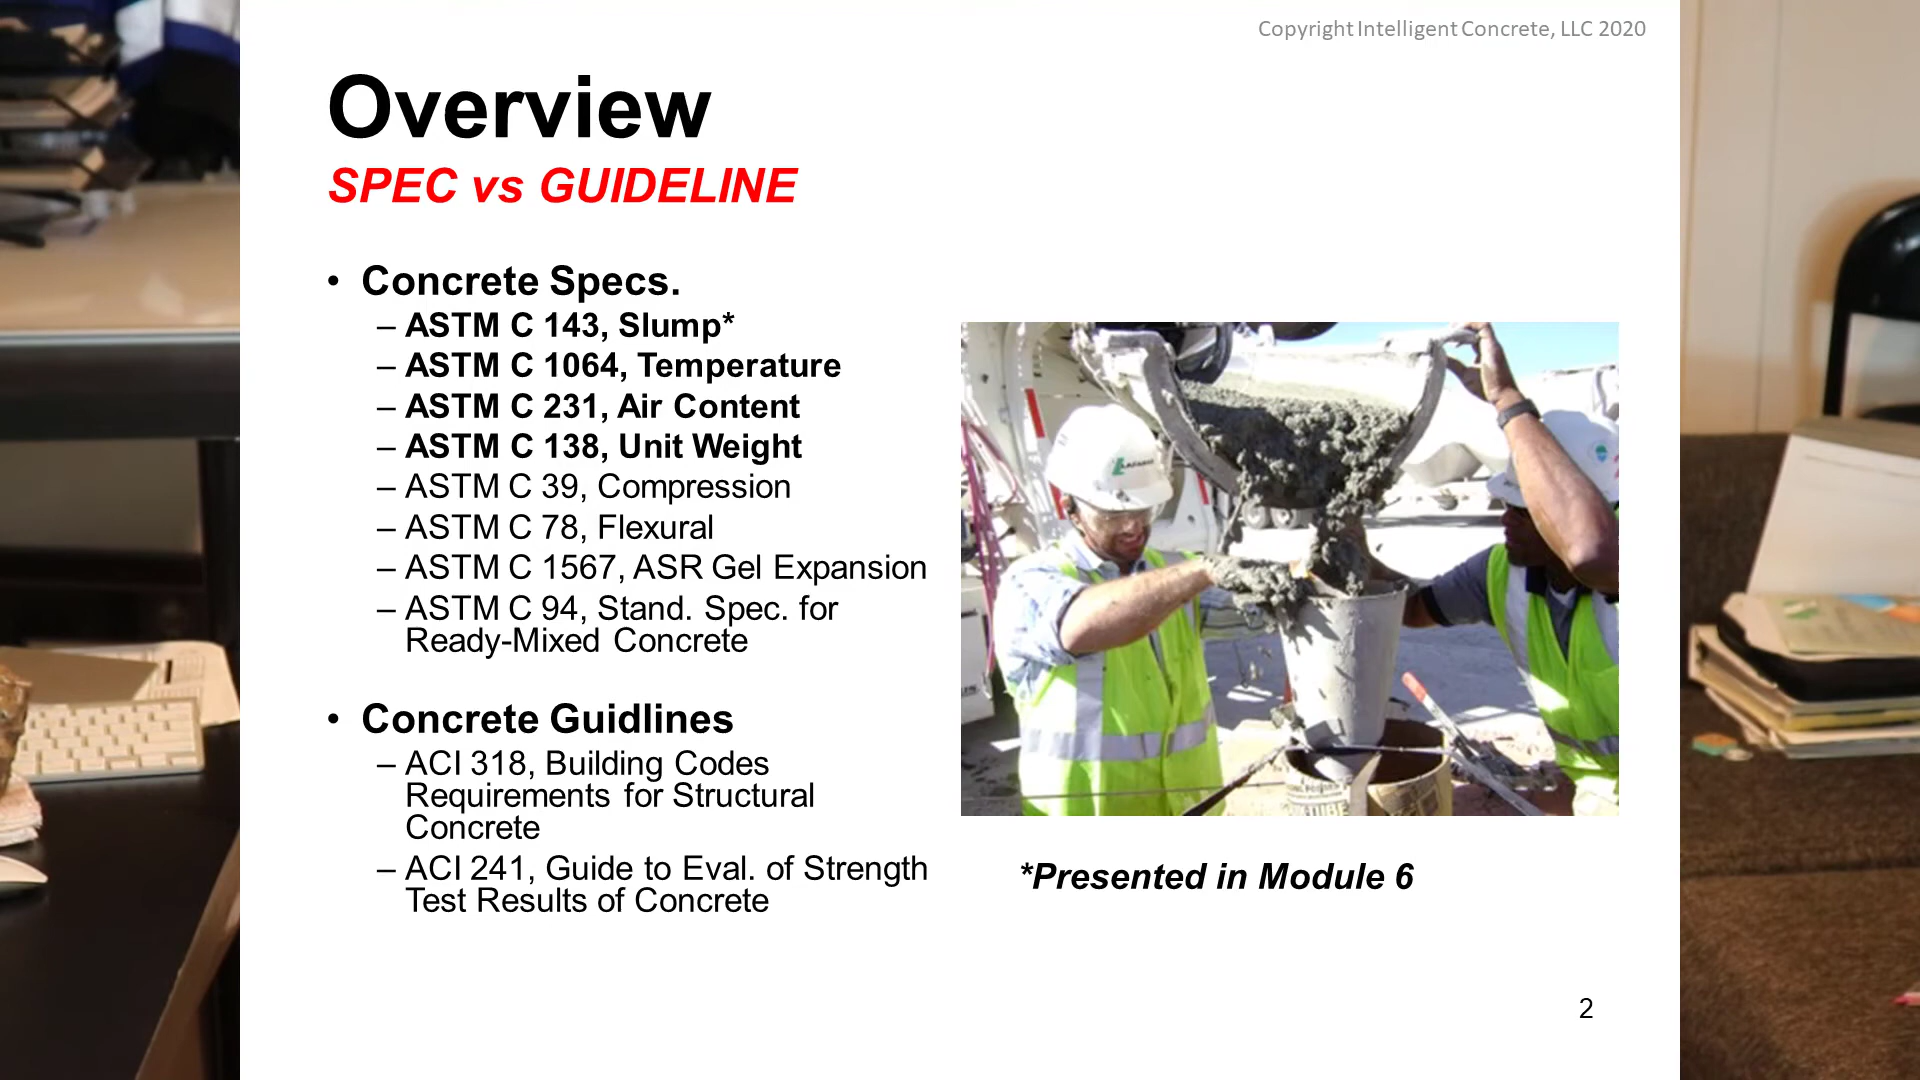 Copyright Intelligent Concrete, LLC 2020
Overview
SPEC vs GUIDELINE
• Concrete Specs.
– ASTM C 143, Slump*
– ASTM C 1064, Temperature
– ASTM C 231, Air Content
– ASTM C 138, Unit Weight
– ASTM C 39, Compression
– ASTM C 78, Flexural
– ASTM C 1567, ASR Gel Expansion
– ASTM C 94, Stand. Spec. for
Ready-Mixed Concrete
• Concrete Guidlines
– ACI 318, Building Codes
Requirements for Structural
Concrete
– ACI 241, Guide to Eval. of Strength
Test Results of Concrete
*Presented in Module 6
2